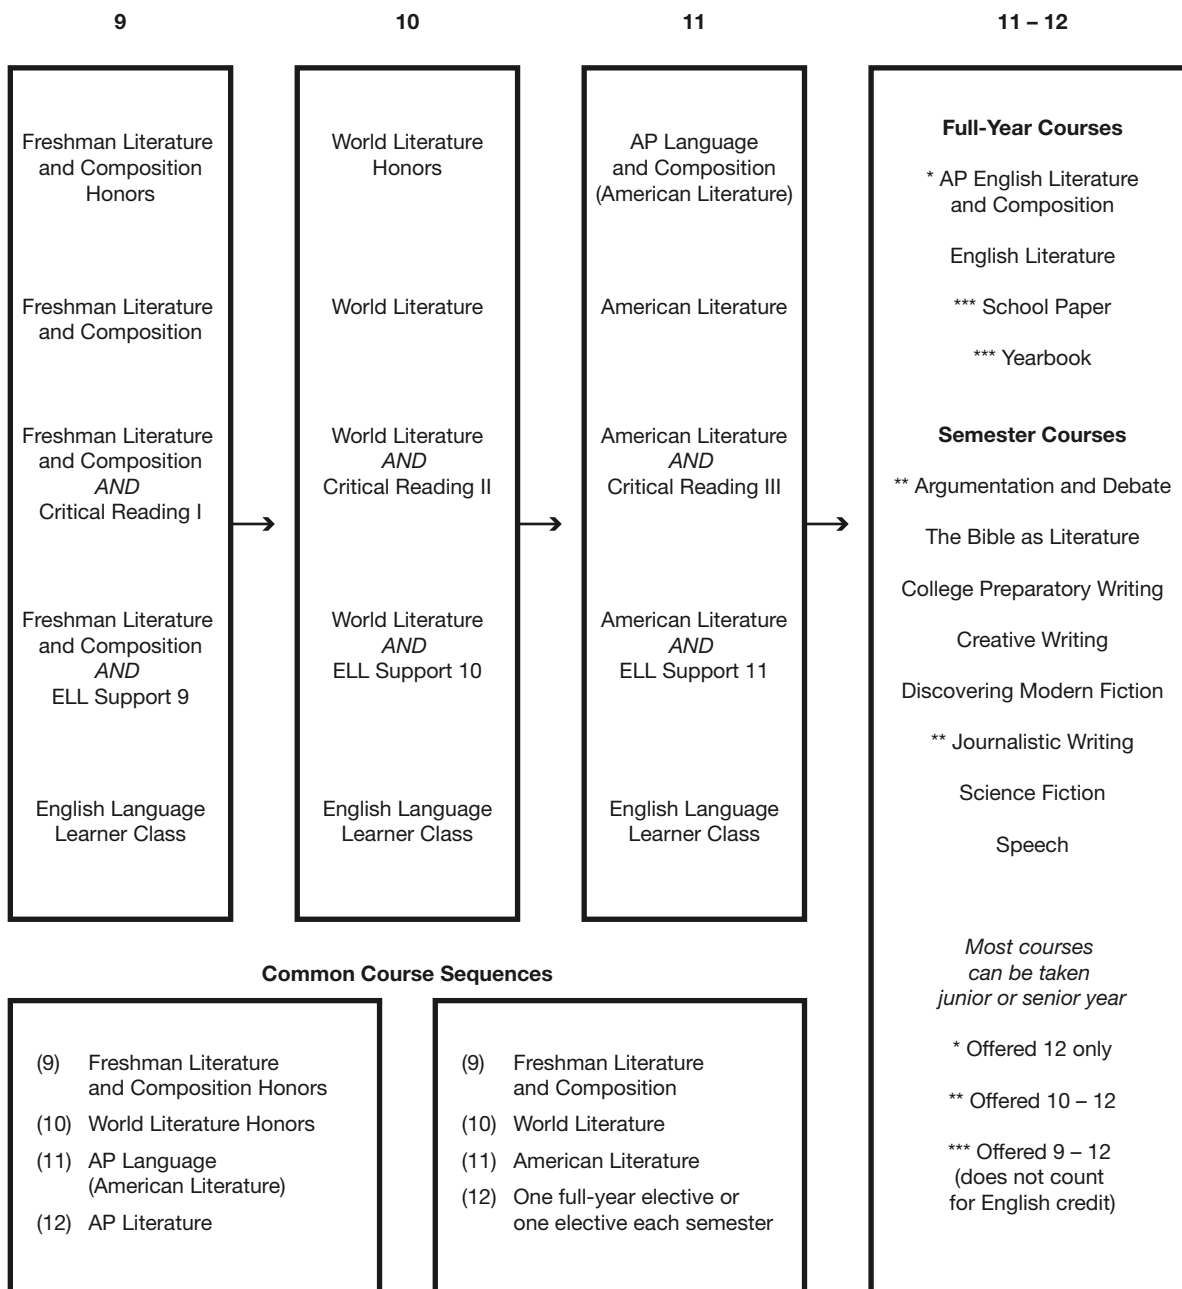 9
Freshman Literature
and Composition
Honors
Freshman Literature
and Composition
Freshman Literature
and Composition
AND
Critical Reading I
Freshman Literature
and Composition
AND
ELL Support 9
English Language
Learner Class
10
World Literature
Honors
World Literature
World Literature
AND
Critical Reading II
World Literature
AND
ELL Support 10
English Language
Learner Class
11
AP Language
and Composition
(American Literature)
American Literature
American Literature
AND
Critical Reading III
American Literature
AND
ELL Support 11
English Language
Learner Class
11 – 12
Full-Year Courses
* AP English Literature
and Composition
English Literature
*** School Paper
*** Yearbook
Semester Courses
** Argumentation and Debate
The Bible as Literature
College Preparatory Writing
Creative Writing
Discovering Modern Fiction
** Journalistic Writing
Science Fiction
Speech
Most courses
can be taken
junior or senior year
* Offered 12 only
** Offered 10 – 12
*** Offered 9 – 12
(does not count
for English credit)
Common Course Sequences
(9) Freshman Literature
and Composition Honors
(10) World Literature Honors
(11) AP Language
(American Literature)
(12) AP Literature
(9) Freshman Literature
and Composition
(10) World Literature
(11) American Literature
(12) One full-year elective or
one elective each semester